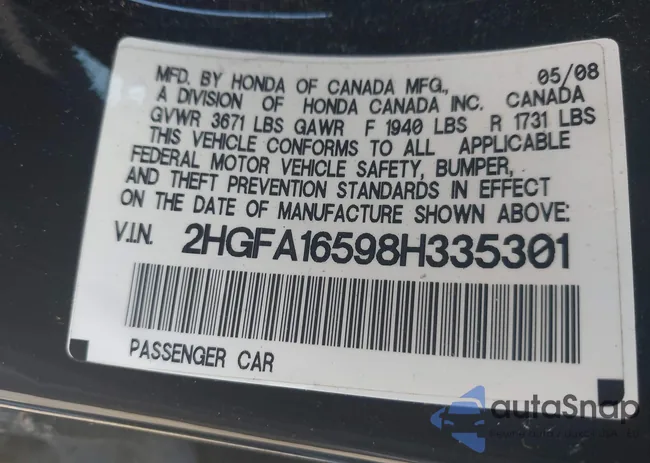 MFD. BY HONDA OF CANADA MFG., 05/08
A DIVISION OF HONDA CANADA INC. CANADA
GVWR 3671 LBS GAWR F 1940 LBS R 1731 LBS
THIS VEHICLE CONFORMS TO ALL APPLICABLE
FEDERAL MOTOR VEHICLE SAFETY, BUMPER,
AND THEFT PREVENTION STANDARDS IN EFFECT
ON THE DATE OF MANUFACTURE SHOWN ABOVE:
V.I.N. 2HGFA16598H335301
PASSENGER CAR
autoSnap